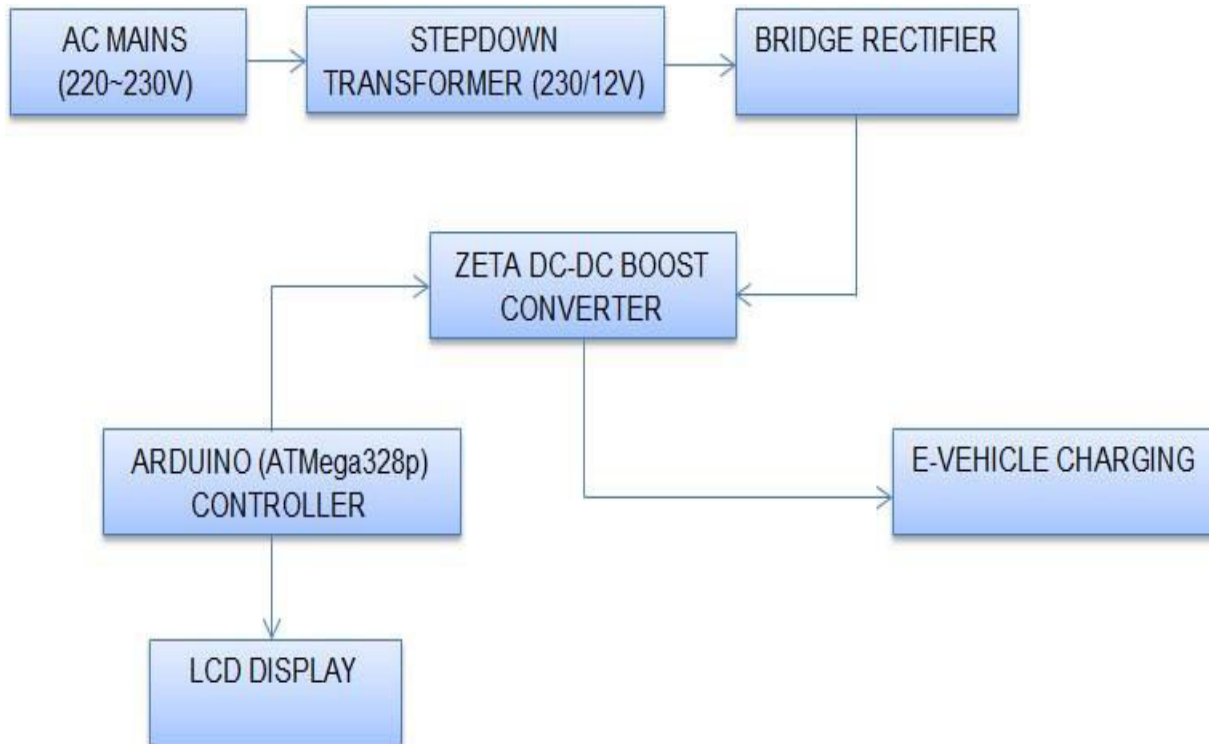 AC MAINS
(220~230V)
STEPDOWN
TRANSFORMER (230/12V)
BRIDGE RECTIFIER
ZETA DC-DC BOOST
CONVERTER
ARDUINO (ATMega328p)
CONTROLLER
E-VEHICLE CHARGING
LCD DISPLAY